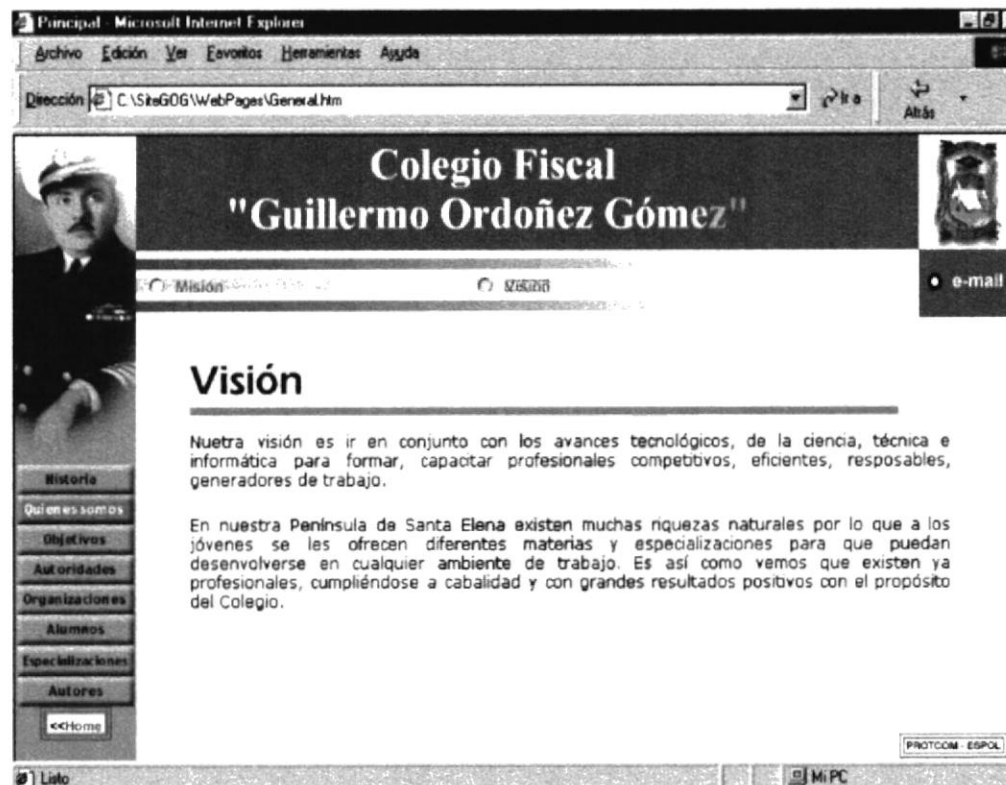 Principal - Microsoft Internet Explorer
Archivo Edición Ver Favoritos Herramientas Ayuda
Dirección C:\SiteGOG\WebPages\General.htm Ir a Atrás
Colegio Fiscal
"Guillermo Ordoñez Gómez"
Misión
e-mail
Visión
Nuetra visión es ir en conjunto con los avances tecnológicos, de la ciencia, técnica e
informática para formar, capacitar profesionales competitivos, eficientes, resposables,
generadores de trabajo.
En nuestra Península de Santa Elena existen muchas riquezas naturales por lo que a los
jóvenes se les ofrecen diferentes materias y especializaciones para que puedan
desenvolverse en cualquier ambiente de trabajo. Es así como vemos que existen ya
profesionales, cumpliéndose a cabalidad y con grandes resultados positivos con el propósito
del Colegio.
Historia
Quienes somos
Objetivos
Autoridades
Organizaciones
Alumnos
Especializaciones
Autores
<<Home
PROTCOM - ESPOL
Listo Mi PC